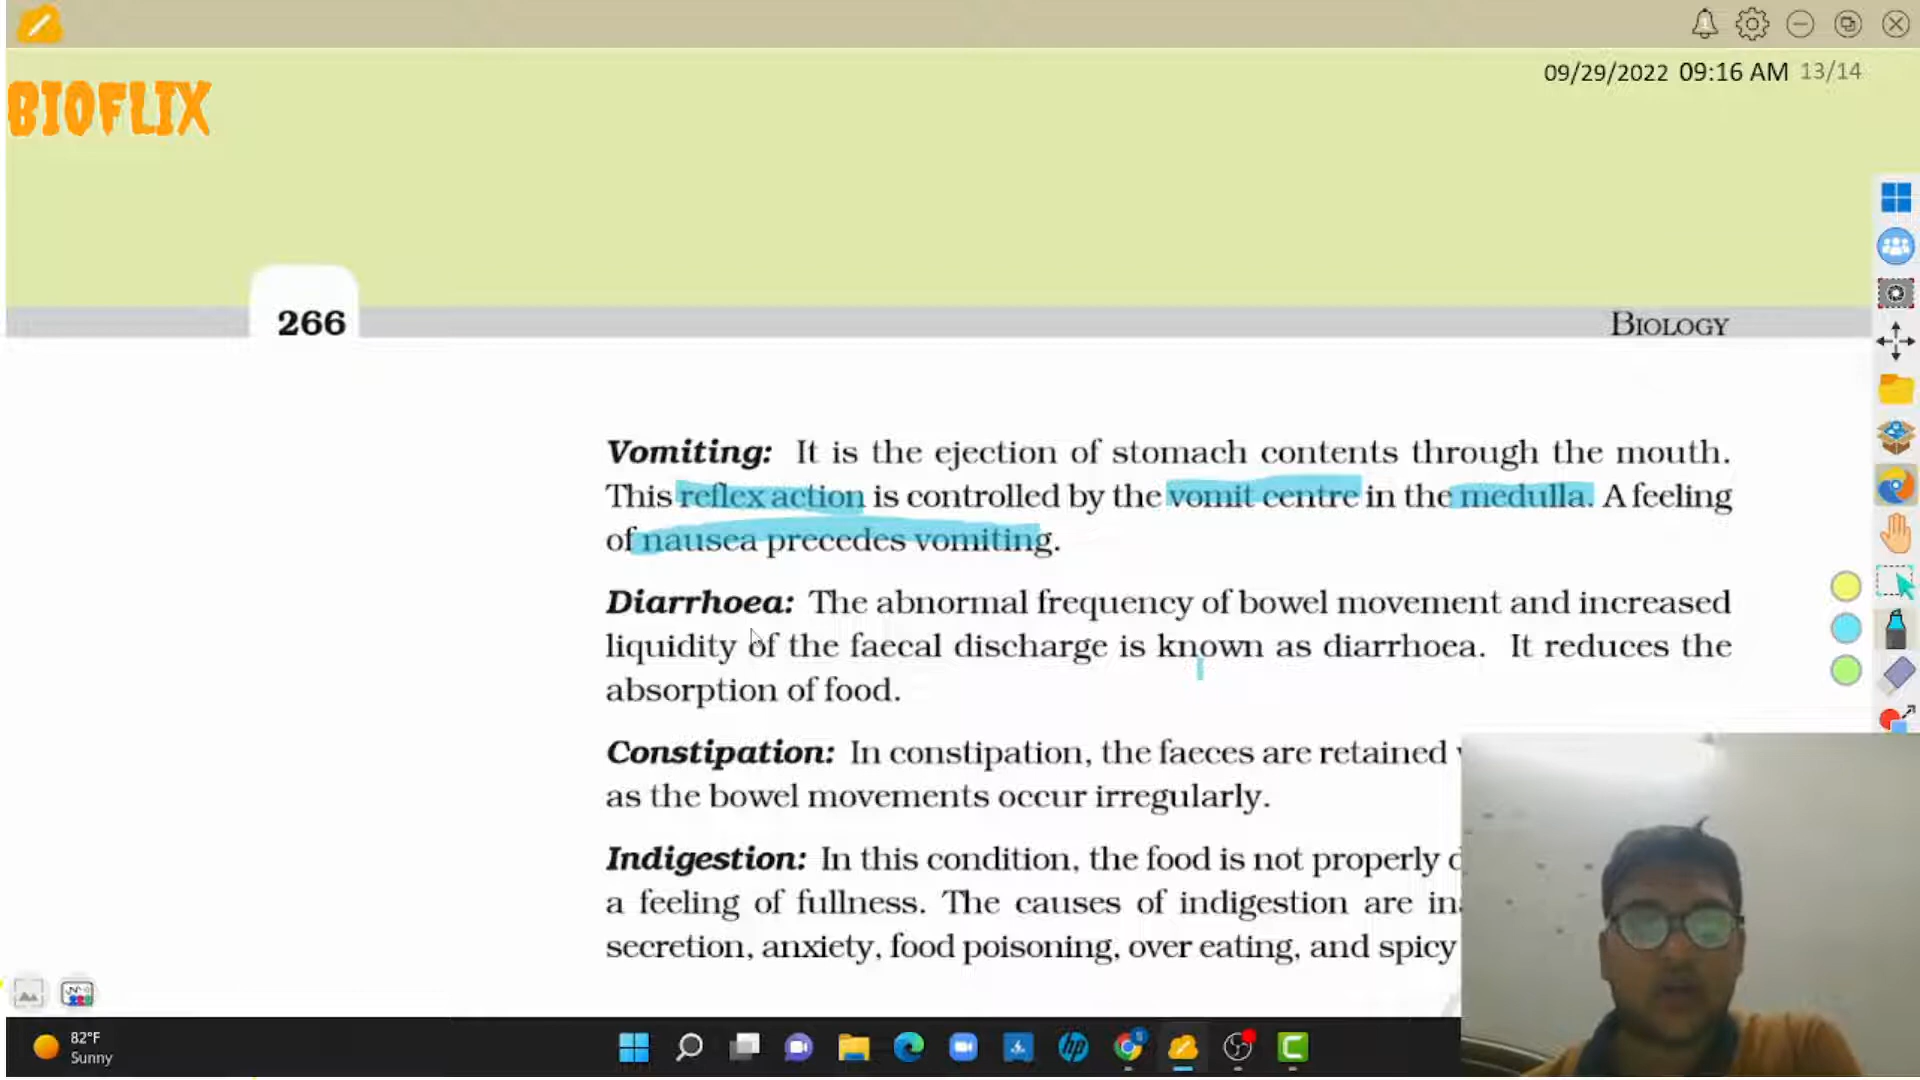 09/29/2022 09:16 AM 13/14
BIOFLIX
266
BIOLOGY
Vomiting: It is the ejection of stomach contents through the mouth.
This reflex action is controlled by the vomit centre in the medulla. A feeling
of nausea precedes vomiting.
Diarrhoea: The abnormal frequency of bowel movement and increased
liquidity of the faecal discharge is known as diarrhoea. It reduces the
absorption of food.
Constipation: In constipation, the faeces are retained
as the bowel movements occur irregularly.
Indigestion: In this condition, the food is not properly
a feeling of fullness. The causes of indigestion are
secretion, anxiety, food poisoning, over eating, and spicy
82°F
Sunny